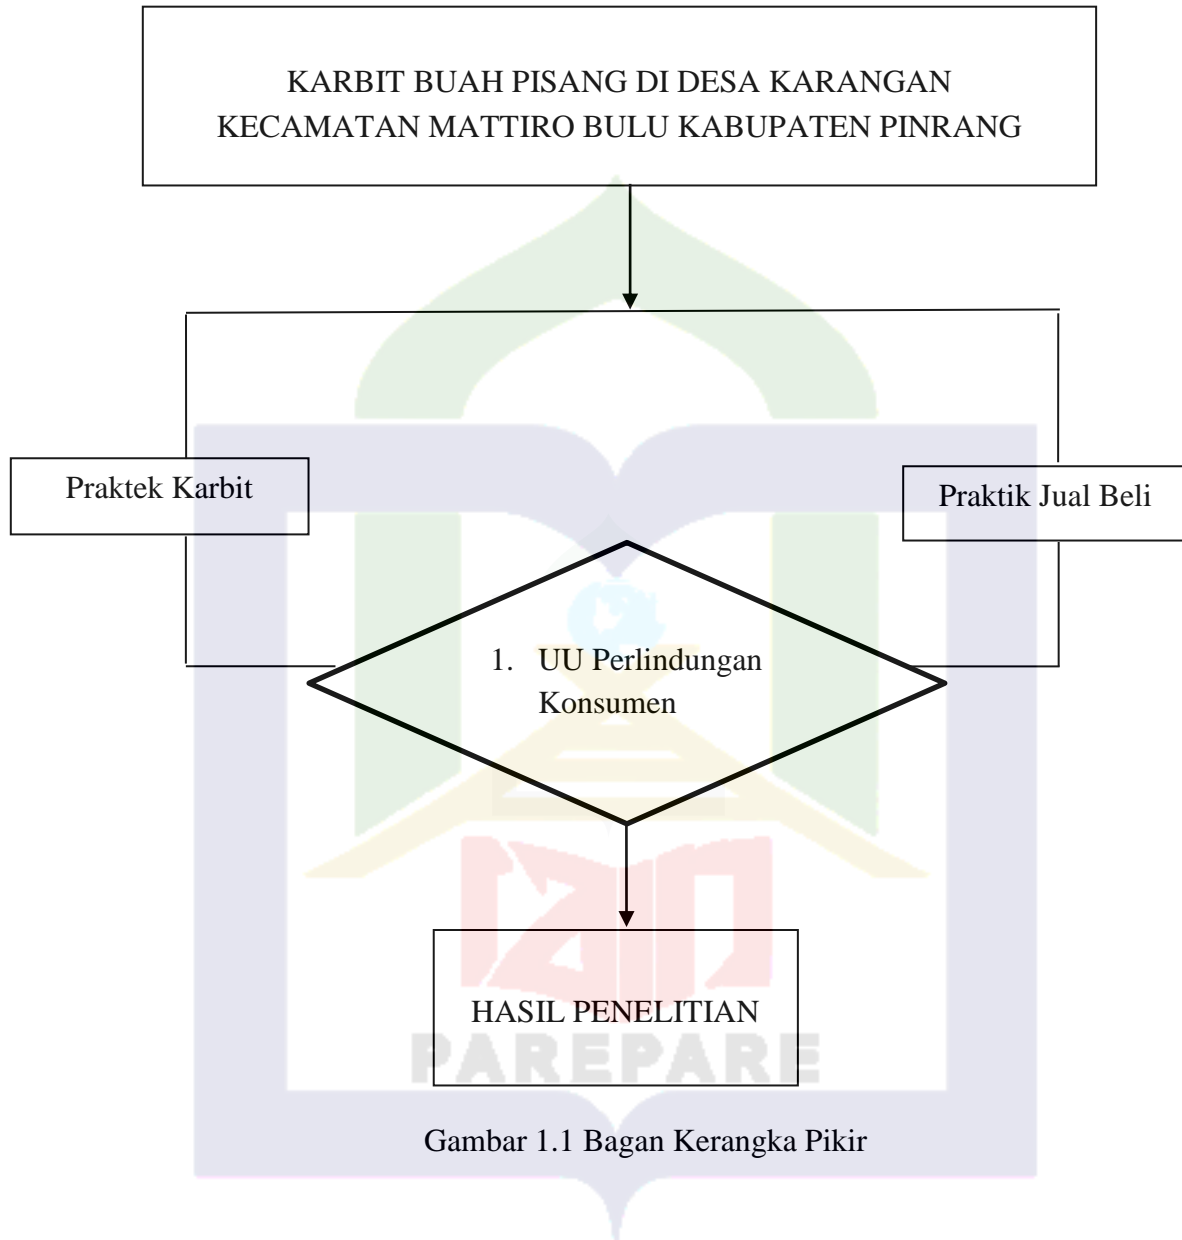 KARBIT BUAH PISANG DI DESA KARANGAN
KECAMATAN MATTIRO BULU KABUPATEN PINRANG
Praktek Karbit
Praktik Jual Beli
1. UU Perlindungan
Konsumen
iain
HASIL PENELITIAN
PAREPARE
Gambar 1.1 Bagan Kerangka Pikir